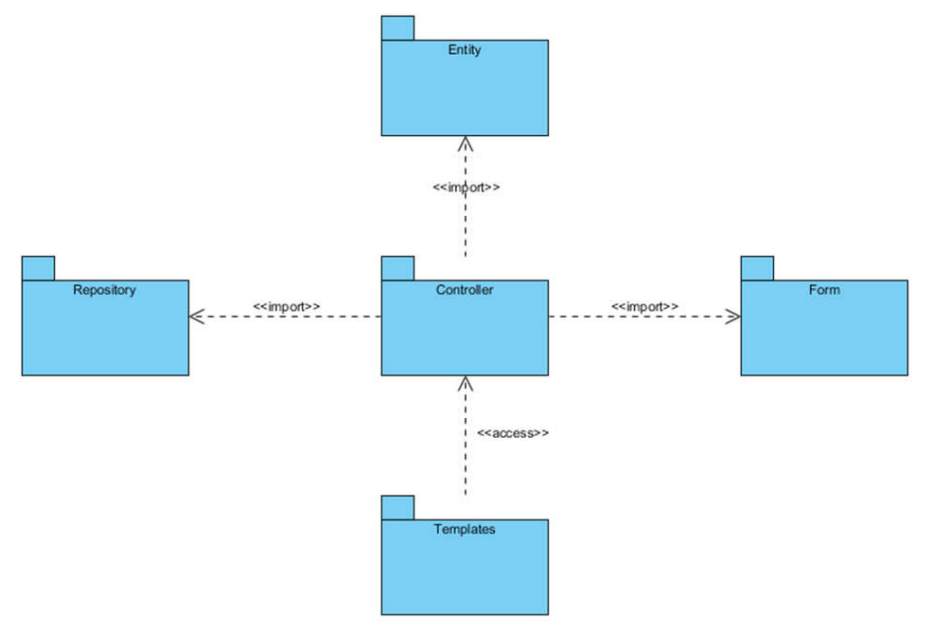 Entity
<<import>>
Repository
<<import>>
Controller
<<import>>
Form
<<access>>
Templates